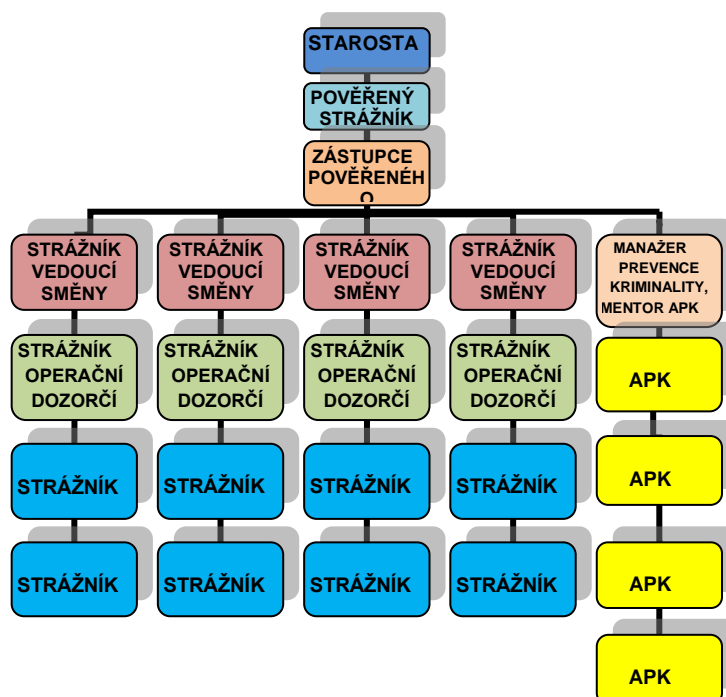 STAROSTA
POVĚŘENÝ
STRÁŽNÍK
ZÁSTUPCE
POVĚŘENÉH
O
STRÁŽNÍK
VEDOUCÍ
SMĚNY
STRÁŽNÍK
VEDOUCÍ
SMĚNY
STRÁŽNÍK
VEDOUCÍ
SMĚNY
STRÁŽNÍK
VEDOUCÍ
SMĚNY
MANAŽER
PREVENCE
KRIMINALITY,
MENTOR APK
STRÁŽNÍK
OPERAČNÍ
DOZORČÍ
STRÁŽNÍK
OPERAČNÍ
DOZORČÍ
STRÁŽNÍK
OPERAČNÍ
DOZORČÍ
STRÁŽNÍK
OPERAČNÍ
DOZORČÍ
APK
STRÁŽNÍK
STRÁŽNÍK
STRÁŽNÍK
STRÁŽNÍK
APK
STRÁŽNÍK
STRÁŽNÍK
STRÁŽNÍK
STRÁŽNÍK
APK
APK